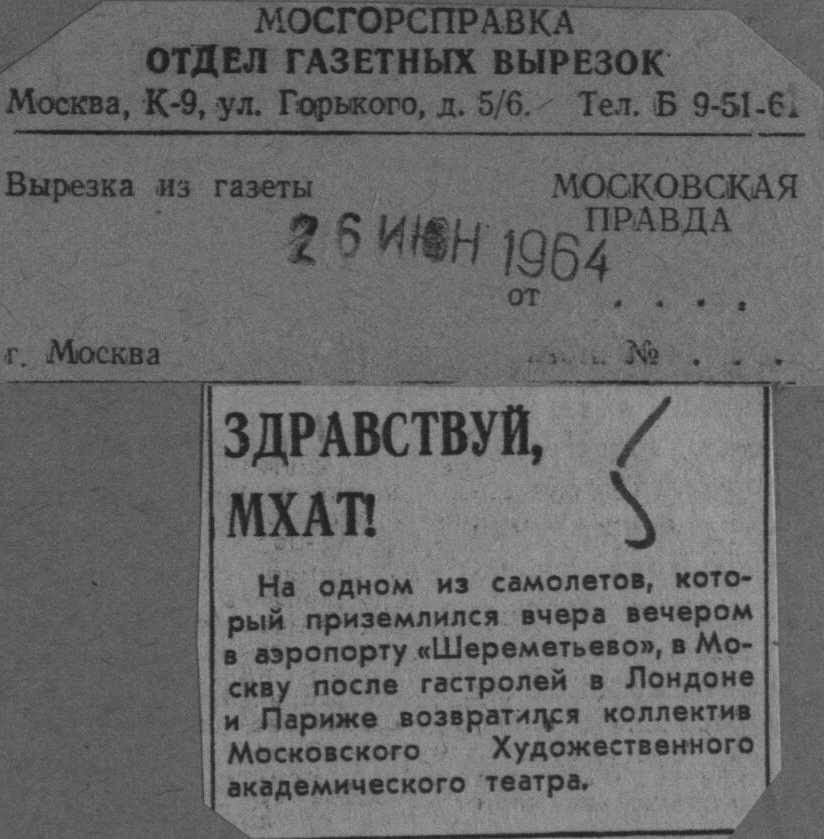 МОСГОРСПРАВКА
ОТДЕЛ ГАЗЕТНЫХ ВЫРЕЗОК
Москва, К-9, ул. Горького, д. 5/6. Тел. Б 9-51-61
Вырезка из газеты
МОСКОВСКАЯ
ПРАВДА
26 ИЮН 1964
от . . . .
г. Москва № . . .
ЗДРАВСТВУЙ,
МХАТ!
На одном из самолетов, кото-
рый приземлился вчера вечером
в аэропорту «Шереметьево», в Мо-
скву после гастролей в Лондоне
и Париже возвратился коллектив
Московского Художественного
академического театра.